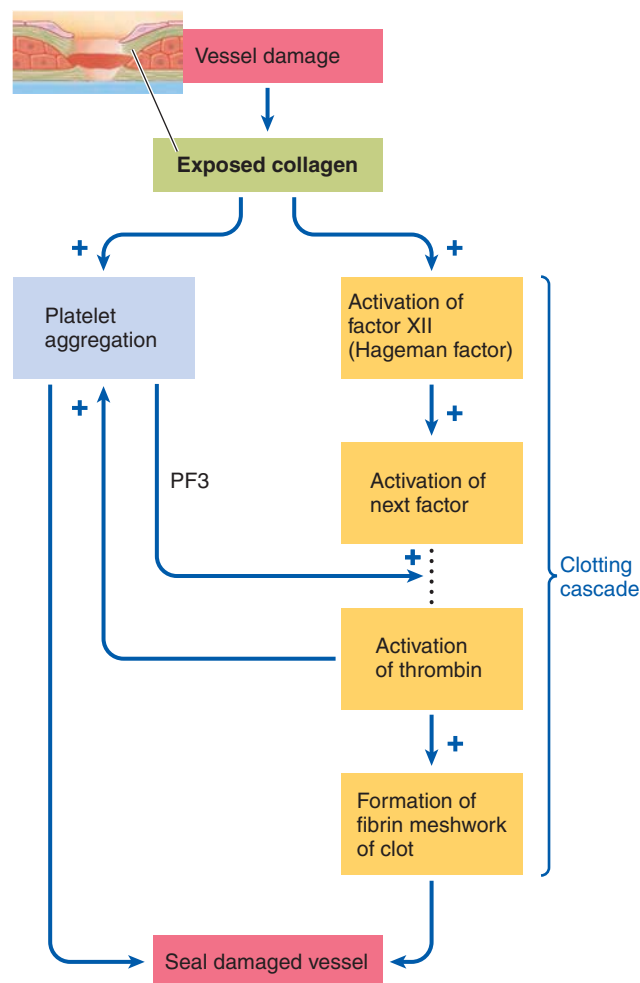 Vessel damage
Exposed collagen
+
+
Platelet
aggregation
Activation of
factor XII
(Hageman factor)
+
+
Activation of
next factor
PF3
+
Clotting
cascade
Activation
of thrombin
+
Formation of
fibrin meshwork
of clot
Seal damaged vessel